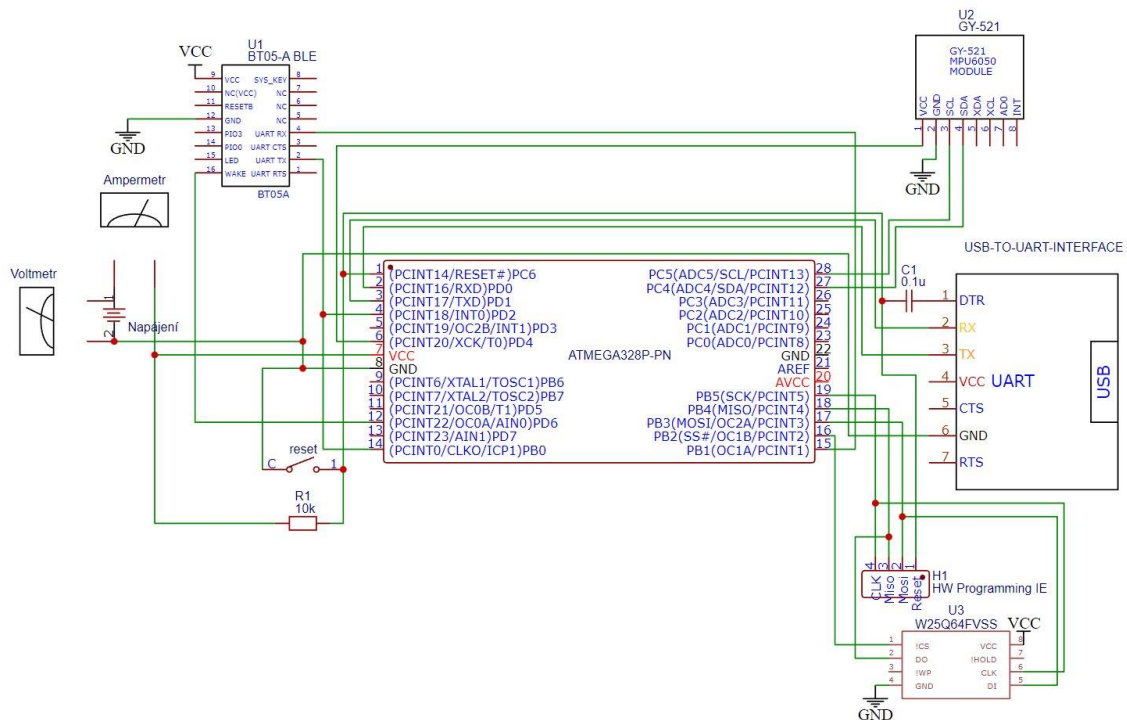 U1
BT05-A BLE
VCC
9 VCC SYS_KEY 8
10 NC(VCC) NC 7
11 RESETB NC 6
12 GND NC 5
13 PIO3 UART RX 4
14 PIO0 UART CTS 3
15 LED UART TX 2
16 WAKE UART RTS 1
BT05A
GND
U2
GY-521
GY-521
MPU6050
MODULE
VCC GND SCL SDA XDA XCL AD0 INT
1 2 3 4 5 6 7 8
GND
Ampermetr
Voltmetr
1
2
Napájení
1 (PCINT14/RESET#)PC6
2 (PCINT16/RXD)PD0
3 (PCINT17/TXD)PD1
4 (PCINT18/INT0)PD2
5 (PCINT19/OC2B/INT1)PD3
6 (PCINT20/XCK/T0)PD4
7 VCC
8 GND
9 (PCINT6/XTAL1/TOSC1)PB6
10 (PCINT7/XTAL2/TOSC2)PB7
11 (PCINT21/OC0B/T1)PD5
12 (PCINT22/OC0A/AIN0)PD6
13 (PCINT23/AIN1)PD7
14 (PCINT0/CLKO/ICP1)PB0
ATMEGA328P-PN
PC5(ADC5/SCL/PCINT13) 28
PC4(ADC4/SDA/PCINT12) 27
PC3(ADC3/PCINT11) 26
PC2(ADC2/PCINT10) 25
PC1(ADC1/PCINT9) 24
PC0(ADC0/PCINT8) 23
GND 22
AREF 21
AVCC 20
PB5(SCK/PCINT5) 19
PB4(MISO/PCINT4) 18
PB3(MOSI/OC2A/PCINT3) 17
PB2(SS#/OC1B/PCINT2) 16
PB1(OC1A/PCINT1) 15
USB-TO-UART-INTERFACE
C1
0.1u
1 DTR
2 RX
3 TX
4 VCC
5 CTS
6 GND
7 RTS
UART
USB
reset
C 1
R1
10k
4 3 2 1
CLK Miso Mosi Reset
H1
HW Programming IE
U3
W25Q64FVSS
VCC
1 !CS VCC 8
2 DO !HOLD 7
3 !WP CLK 6
4 GND DI 5
GND